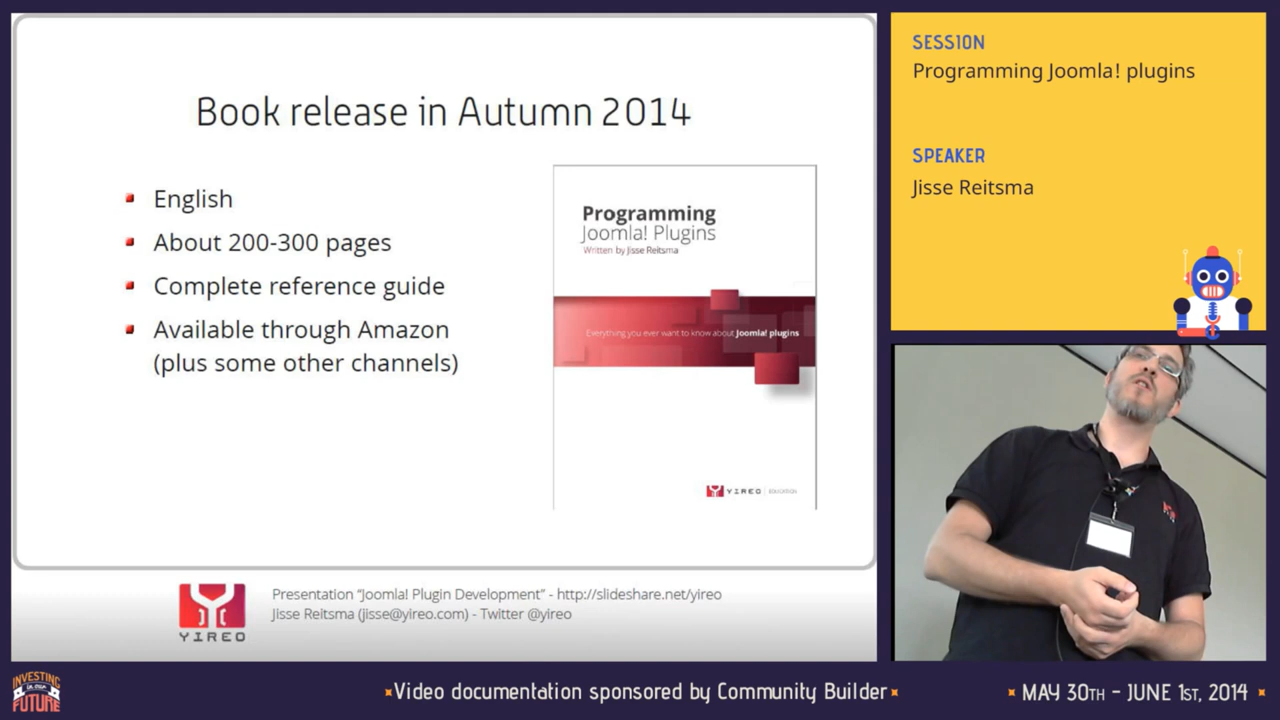 Book release in Autumn 2014
English
About 200-300 pages
Complete reference guide
Available through Amazon
(plus some other channels)
Programming
Joomla! Plugins
Written by Jisse Reitsma
Everything you ever want to know about Joomla! plugins
YIREO | EDUCATION
YIREO
Presentation “Joomla! Plugin Development” - http://slideshare.net/yireo
Jisse Reitsma (jisse@yireo.com) - Twitter @yireo
SESSION
Programming Joomla! plugins
SPEAKER
Jisse Reitsma
INVESTING
IN OUR
FUTURE
Video documentation sponsored by Community Builder
MAY 30TH - JUNE 1ST, 2014